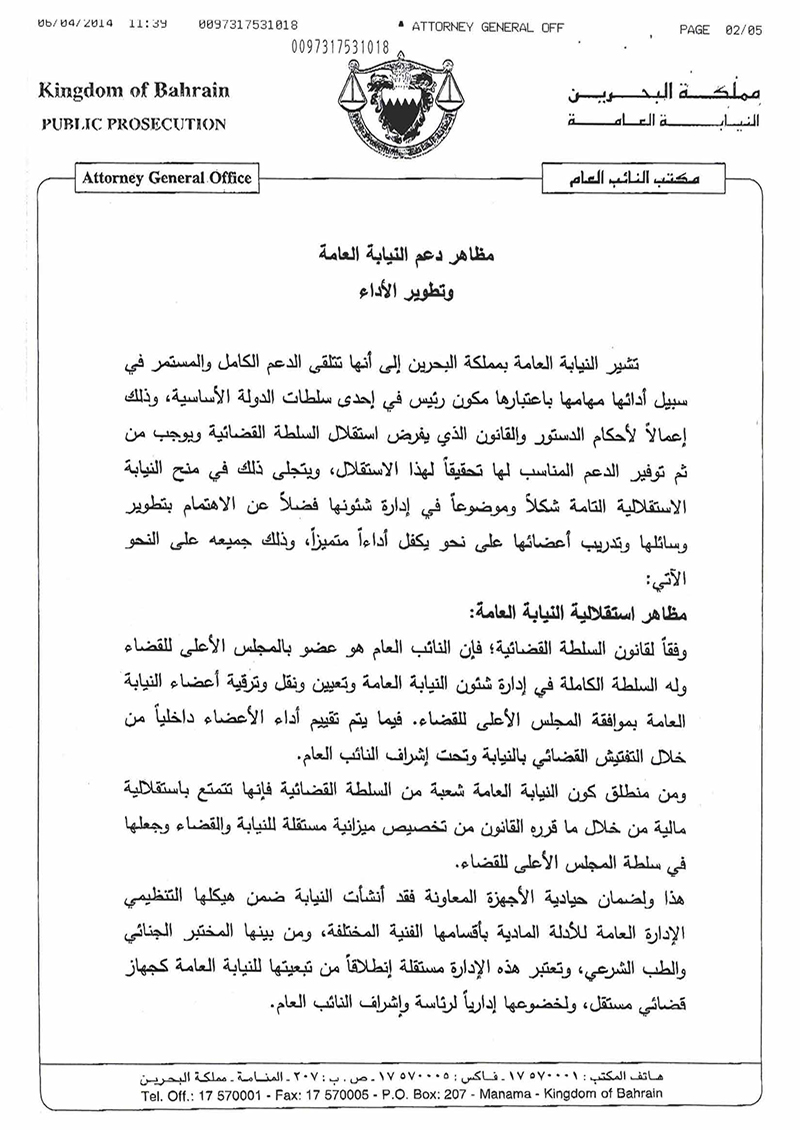 06/04/2014 11:39 0097317531018 ATTORNEY GENERAL OFF PAGE 02/05
0097317531018
Kingdom of Bahrain
PUBLIC PROSECUTION
مملكة البحرين
النيابة العامة
Attorney General Office
مكتب النائب العام
مظاهر دعم النيابة العامة
وتطوير الأداء
تشير النيابة العامة بمملكة البحرين إلى أنها تتلقى الدعم الكامل والمستمر في
سبيل أدائها مهامها باعتبارها مكون رئيس في إحدى سلطات الدولة الأساسية، وذلك
إعمالاً لأحكام الدستور والقانون الذي يفرض استقلال السلطة القضائية ويوجب من
ثم توفير الدعم المناسب لها تحقيقاً لهذا الاستقلال، ويتجلى ذلك في منح النيابة
الاستقلالية التامة شكلاً وموضوعاً في إدارة شئونها فضلاً عن الاهتمام بتطوير
وسائلها وتدريب أعضائها على نحو يكفل أداءاً متميزاً، وذلك جميعه على النحو
الآتي:
مظاهر استقلالية النيابة العامة:
وفقاً لقانون السلطة القضائية؛ فإن النائب العام هو عضو بالمجلس الأعلى للقضاء
وله السلطة الكاملة في إدارة شئون النيابة العامة وتعيين ونقل وترقية أعضاء النيابة
العامة بموافقة المجلس الأعلى للقضاء. فيما يتم تقييم أداء الأعضاء داخلياً من
خلال التفتيش القضائي بالنيابة وتحت إشراف النائب العام.
ومن منطلق كون النيابة العامة شعبة من السلطة القضائية فإنها تتمتع باستقلالية
مالية من خلال ما قرره القانون من تخصيص ميزانية مستقلة للنيابة والقضاء وجعلها
في سلطة المجلس الأعلى للقضاء.
هذا ولضمان حيادية الأجهزة المعاونة فقد أنشأت النيابة ضمن هيكلها التنظيمي
الإدارة العامة للأدلة المادية بأقسامها الفنية المختلفة، ومن بينها المختبر الجنائي
والطب الشرعي، وتعتبر هذه الإدارة مستقلة إنطلاقاً من تبعيتها للنيابة العامة كجهاز
قضائي مستقل، ولخضوعها إدارياً لرئاسة وإشراف النائب العام.
هاتف المكتب : ١٧ ٥٧٠٠٠١ - فاكس : ١٧ ٥٧٠٠٠٥ - ص . ب : ٢٠٧ - المنامة - مملكة البحرين
Tel. Off.: 17 570001 - Fax: 17 570005 - P.O. Box: 207 - Manama - Kingdom of Bahrain